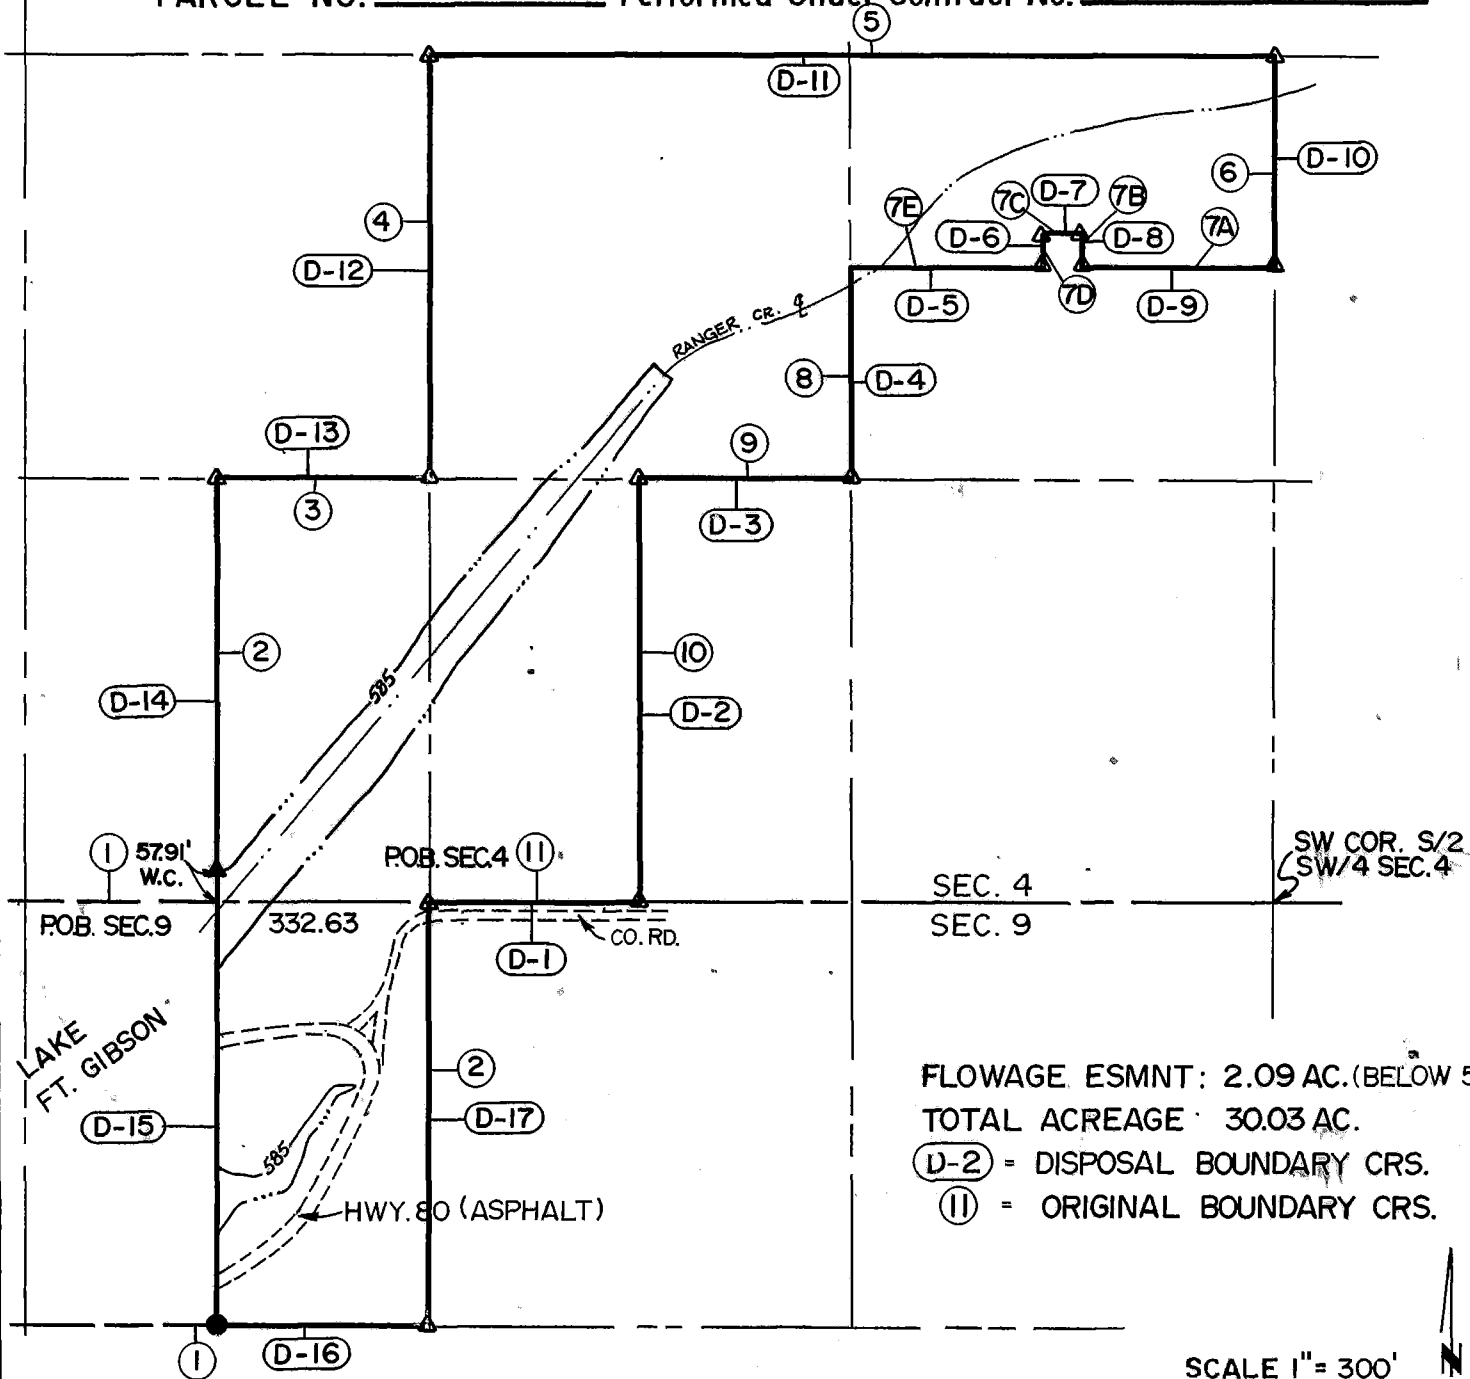 PARCEL NO. Performed Under Contract No.
5
D-11
D-10
6
D-7
7C
7B
7E
4
D-6
D-8
7A
D-12
7D
D-5
D-9
RANGER CR. ℄
8
D-4
D-13
9
3
D-3
2
10
585
D-14
D-2
1
57.91'
W.C.
P.O.B. SEC.4
11
SW COR. S/2
SW/4 SEC. 4
SEC. 4
P.O.B. SEC.9
332.63
SEC. 9
CO. RD.
D-1
LAKE
FT. GIBSON
2
FLOWAGE ESMNT: 2.09 AC. (BELOW 5
D-15
D-17
TOTAL ACREAGE 30.03 AC.
585
D-2 = DISPOSAL BOUNDARY CRS.
HWY. 80 (ASPHALT)
11 = ORIGINAL BOUNDARY CRS.
1
D-16
SCALE 1"= 300'
N